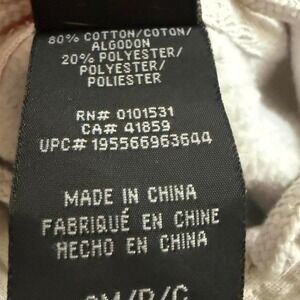 80% COTTON/COTON/
ALGODON
20% POLYESTER/
POLYESTER/
POLIESTER
RN# 0101531
CA# 41859
UPC# 195566963644
MADE IN CHINA
FABRIQUÉ EN CHINE
HECHO EN CHINA